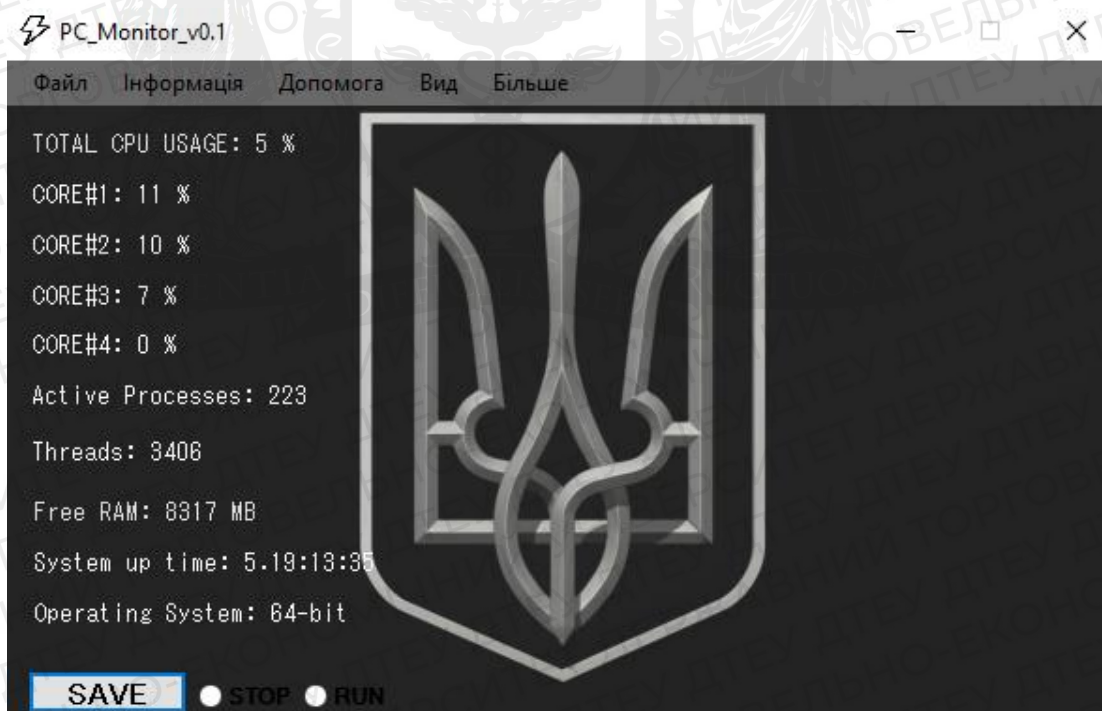 PC_Monitor_v0.1
Файл Інформація Допомога Вид Більше
TOTAL CPU USAGE: 5 %
CORE#1: 11 %
CORE#2: 10 %
CORE#3: 7 %
CORE#4: 0 %
Active Processes: 223
Threads: 3406
Free RAM: 8317 MB
System up time: 5.19:13:35
Operating System: 64-bit
SAVE STOP RUN